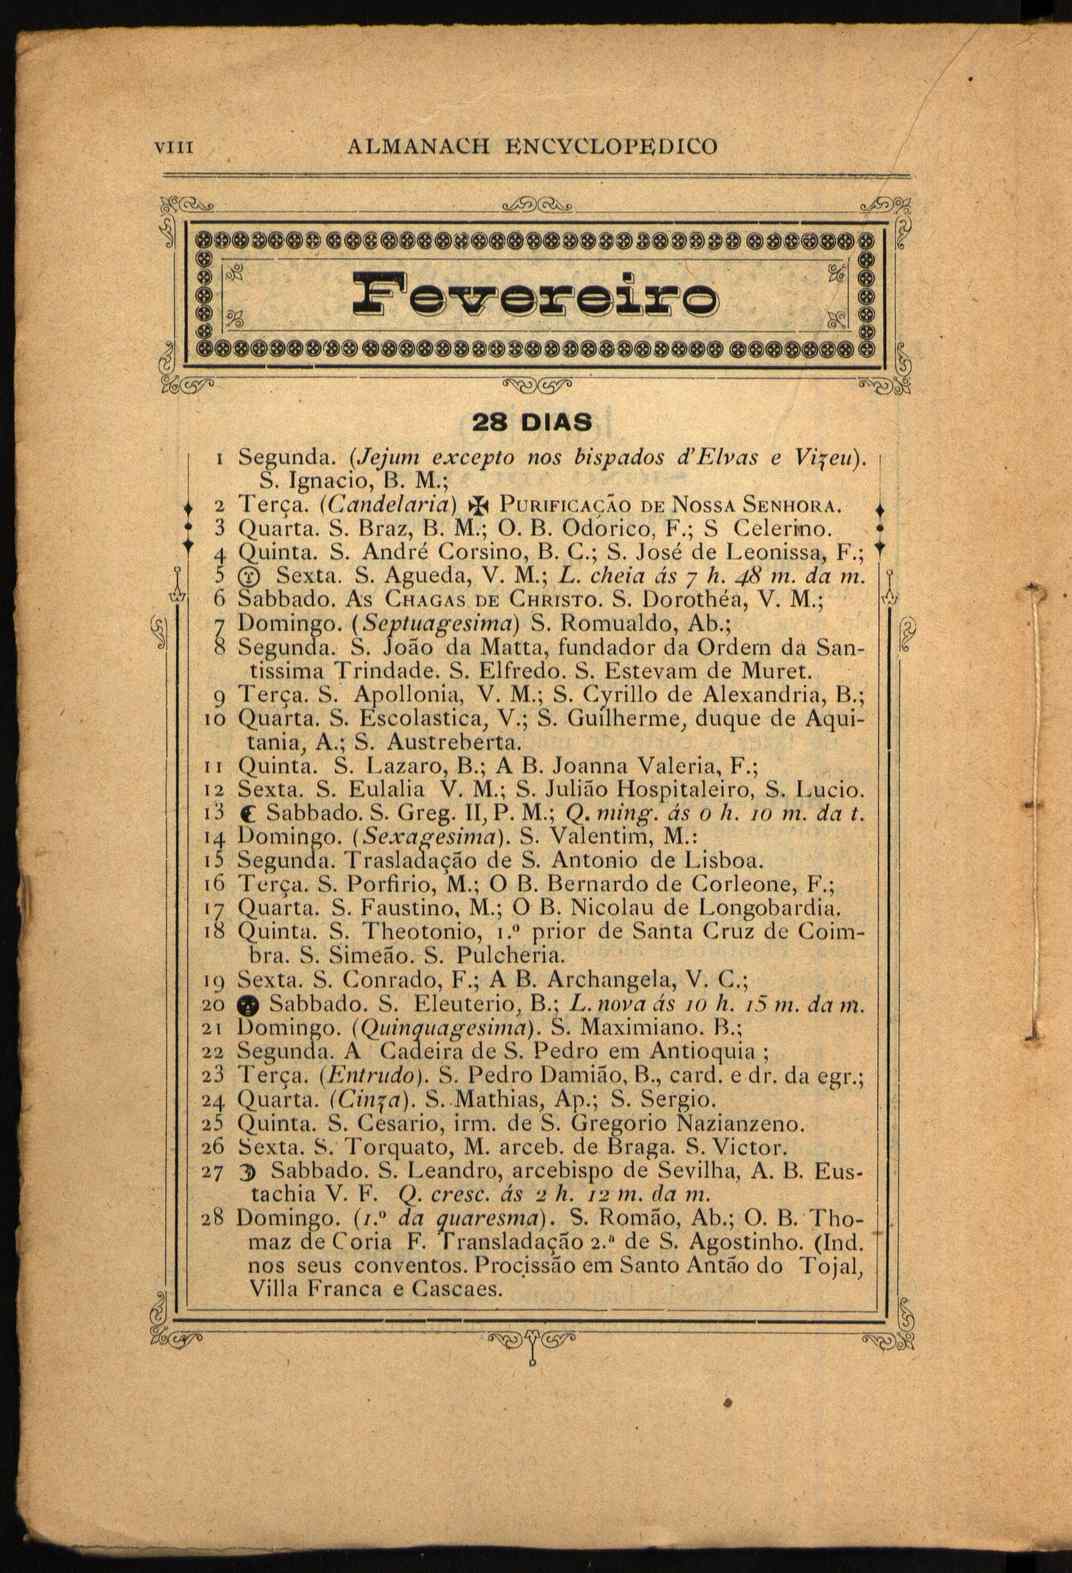 VIII ALMANACH ENCYCLOPEDICO
Fevereiro
28 DIAS
1 Segunda. (Jejum excepto nos bispados d'Elvas e Vizeu).
S. Ignacio, B. M.;
2 Terça. (Candelaria) ✠ PURIFICAÇÃO DE NOSSA SENHORA.
3 Quarta. S. Braz, B. M.; O. B. Odorico, F.; S Celerino.
4 Quinta. S. André Corsino, B. C.; S. José de Leonissa, F.;
5 Sexta. S. Agueda, V. M.; L. cheia ás 7 h. 48 m. da m.
6 Sabbado. AS CHAGAS DE CHRISTO. S. Dorothéa, V. M.;
7 Domingo. (Septuagesima) S. Romualdo, Ab.;
8 Segunda. S. João da Matta, fundador da Ordem da San-
tissima Trindade. S. Elfredo. S. Estevam de Muret.
9 Terça. S. Apollonia, V. M.; S. Cyrillo de Alexandria, B.;
10 Quarta. S. Escolastica, V.; S. Guilherme, duque de Aqui-
tania, A.; S. Austreberta.
11 Quinta. S. Lazaro, B.; A B. Joanna Valeria, F.;
12 Sexta. S. Eulalia V. M.; S. Julião Hospitaleiro, S. Lucio.
13 Sabbado. S. Greg. II, P. M.; Q. ming. ás 0 h. 10 m. da t.
14 Domingo. (Sexagesima). S. Valentim, M.:
15 Segunda. Trasladação de S. Antonio de Lisboa.
16 Terça. S. Porfirio, M.; O B. Bernardo de Corleone, F.;
17 Quarta. S. Faustino, M.; O B. Nicolau de Longobardia.
18 Quinta. S. Theotonio, 1.º prior de Santa Cruz de Coim-
bra. S. Simeão. S. Pulcheria.
19 Sexta. S. Conrado, F.; A B. Archangela, V. C.;
20 Sabbado. S. Eleuterio, B.; L. nova ás 10 h. 15 m. da m.
21 Domingo. (Quinquagesima). S. Maximiano. B.;
22 Segunda. A Cadeira de S. Pedro em Antioquia ;
23 Terça. (Entrudo). S. Pedro Damião, B., card. e dr. da egr.;
24 Quarta. (Cinza). S. Mathias, Ap.; S. Sergio.
25 Quinta. S. Cesario, irm. de S. Gregorio Nazianzeno.
26 Sexta. S. Torquato, M. arceb. de Braga. S. Victor.
27 Sabbado. S. Leandro, arcebispo de Sevilha, A. B. Eus-
tachia V. F. Q. cresc. ás 2 h. 12 m. da m.
28 Domingo. (1.º da quaresma). S. Romão, Ab.; O. B. Tho-
maz de Coria F. Transladação 2.ª de S. Agostinho. (Ind.
nos seus conventos. Procissão em Santo Antão do Tojal,
Villa Franca e Cascaes.